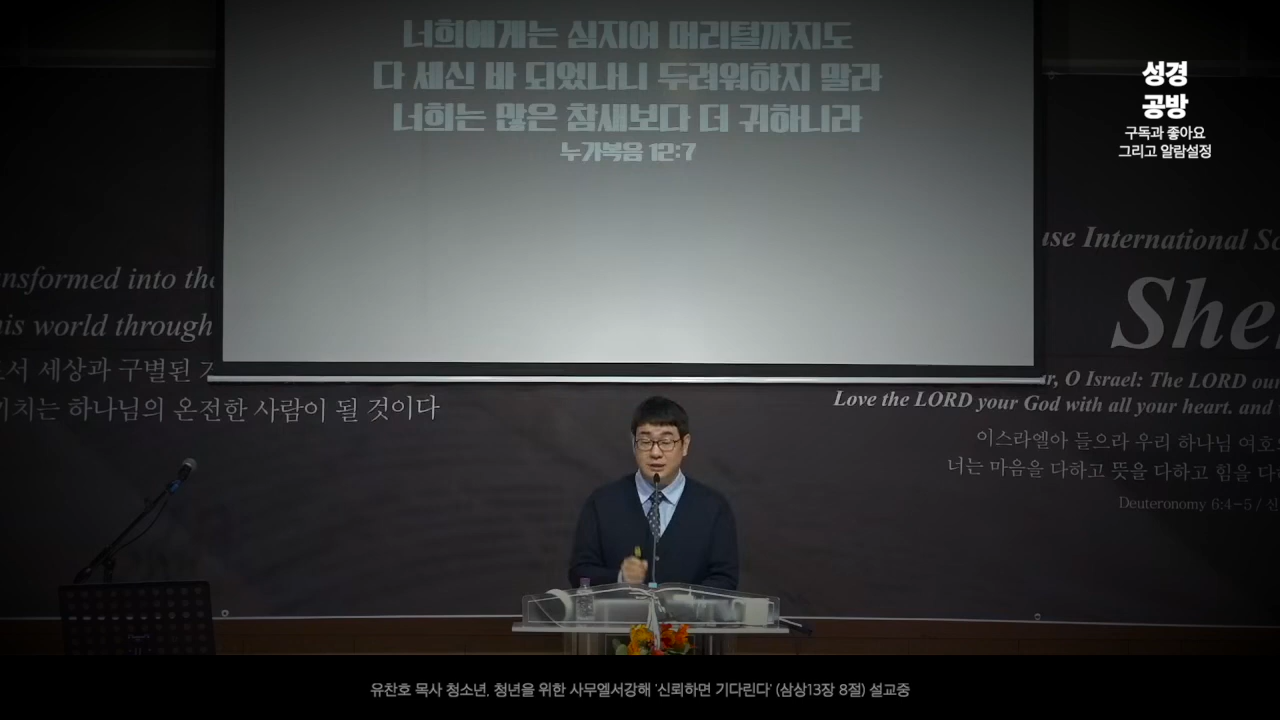 너희에게는 심지어 머리털까지도
다 세신 바 되었나니 두려워하지 말라
너희는 많은 참새보다 더 귀하니라
누가복음 12:7
성경
공방
구독과 좋아요
그리고 알람설정
nsformed into the
is world through
서 세상과 구별된
치는 하나님의 온전한 사람이 될 것이다
use International Sc
She
r, O Israel: The LORD our
Love the LORD your God with all your heart. and
이스라엘아 들으라 우리 하나님 여호
너는 마음을 다하고 뜻을 다하고 힘을 다
Deuteronomy 6:4-5 /
유찬호 목사 청소년, 청년을 위한 사무엘서강해 '신뢰하면 기다린다' (삼상13장 8절) 설교중